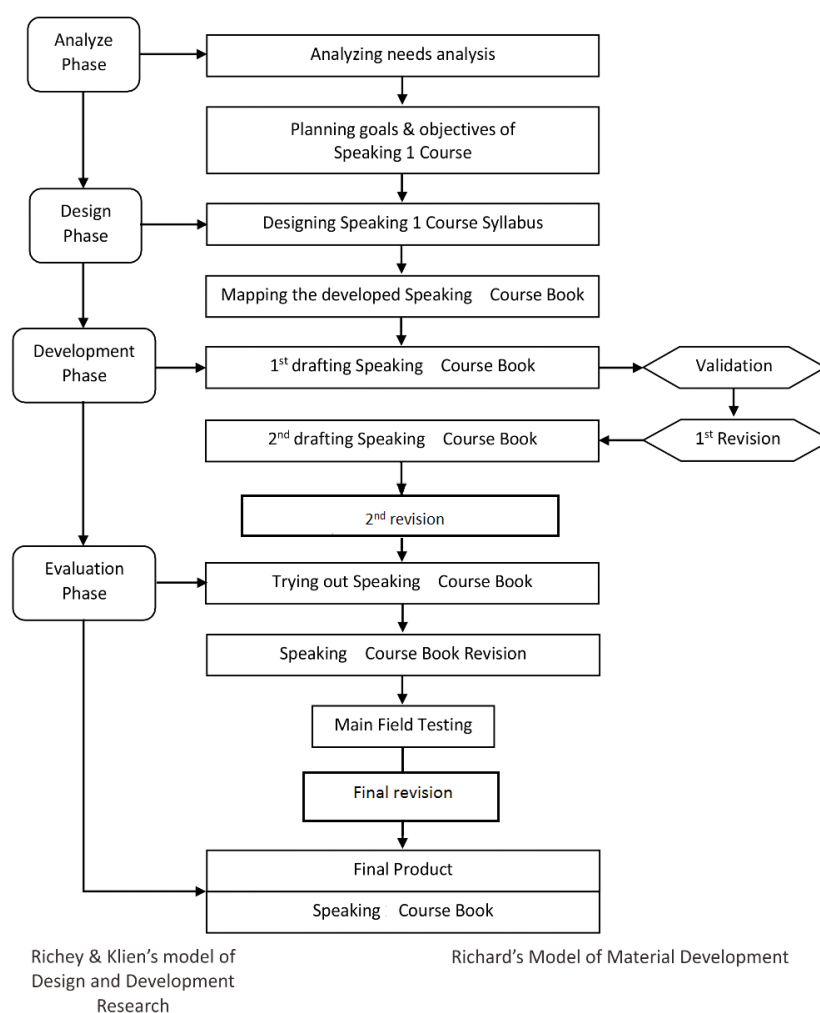 Analyze
Phase
Analyzing needs analysis
Planning goals & objectives of
Speaking 1 Course
Design
Phase
Designing Speaking 1 Course Syllabus
Mapping the developed Speaking Course Book
Development
Phase
1st drafting Speaking Course Book
Validation
2nd drafting Speaking Course Book
1st Revision
2nd revision
Evaluation
Phase
Trying out Speaking Course Book
Speaking Course Book Revision
Main Field Testing
Final revision
Final Product
Speaking Course Book
Richey & Klien’s model of
Design and Development
Research
Richard’s Model of Material Development